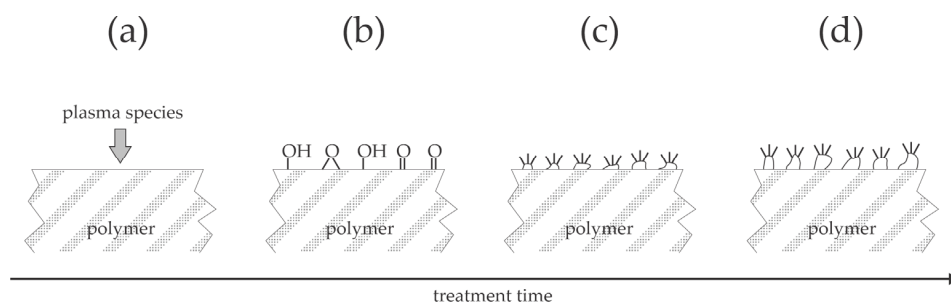 (a) (b) (c) (d)
plasma species
OH O OH O O
polymer polymer polymer polymer
treatment time